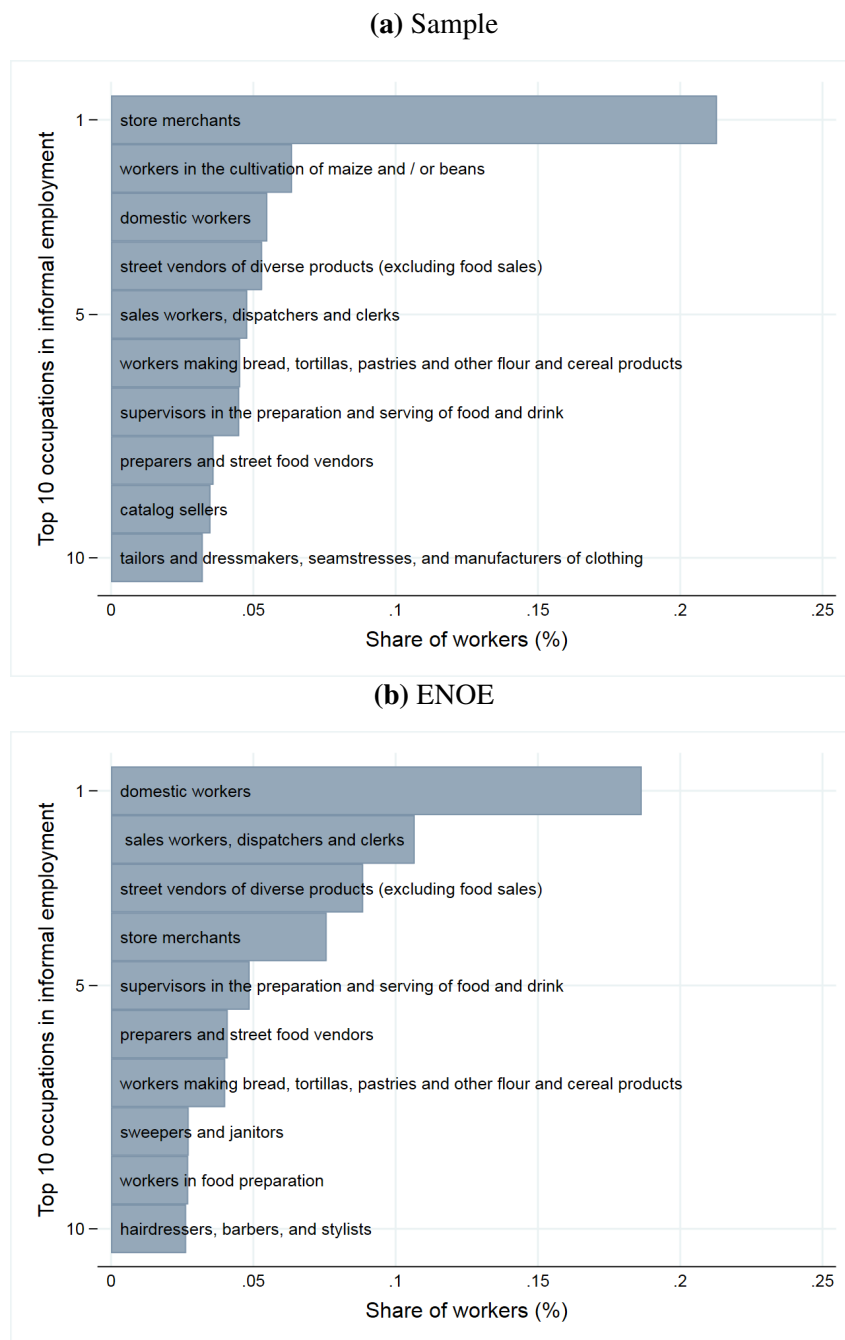 (a) Sample
Top 10 occupations in informal employment
1
store merchants
workers in the cultivation of maize and / or beans
domestic workers
street vendors of diverse products (excluding food sales)
5
sales workers, dispatchers and clerks
workers making bread, tortillas, pastries and other flour and cereal products
supervisors in the preparation and serving of food and drink
preparers and street food vendors
catalog sellers
10
tailors and dressmakers, seamstresses, and manufacturers of clothing
0 .05 .1 .15 .2 .25
Share of workers (%)
(b) ENOE
Top 10 occupations in informal employment
1
domestic workers
sales workers, dispatchers and clerks
street vendors of diverse products (excluding food sales)
store merchants
5
supervisors in the preparation and serving of food and drink
preparers and street food vendors
workers making bread, tortillas, pastries and other flour and cereal products
sweepers and janitors
workers in food preparation
10
hairdressers, barbers, and stylists
0 .05 .1 .15 .2 .25
Share of workers (%)